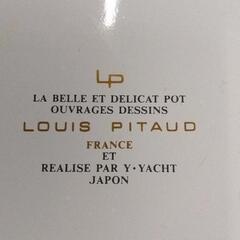 LP
LA BELLE ET DELICAT POT
OUVRAGES DESSINS
LOUIS PITAUD
FRANCE
ET
REALISE PAR Y·YACHT
JAPON